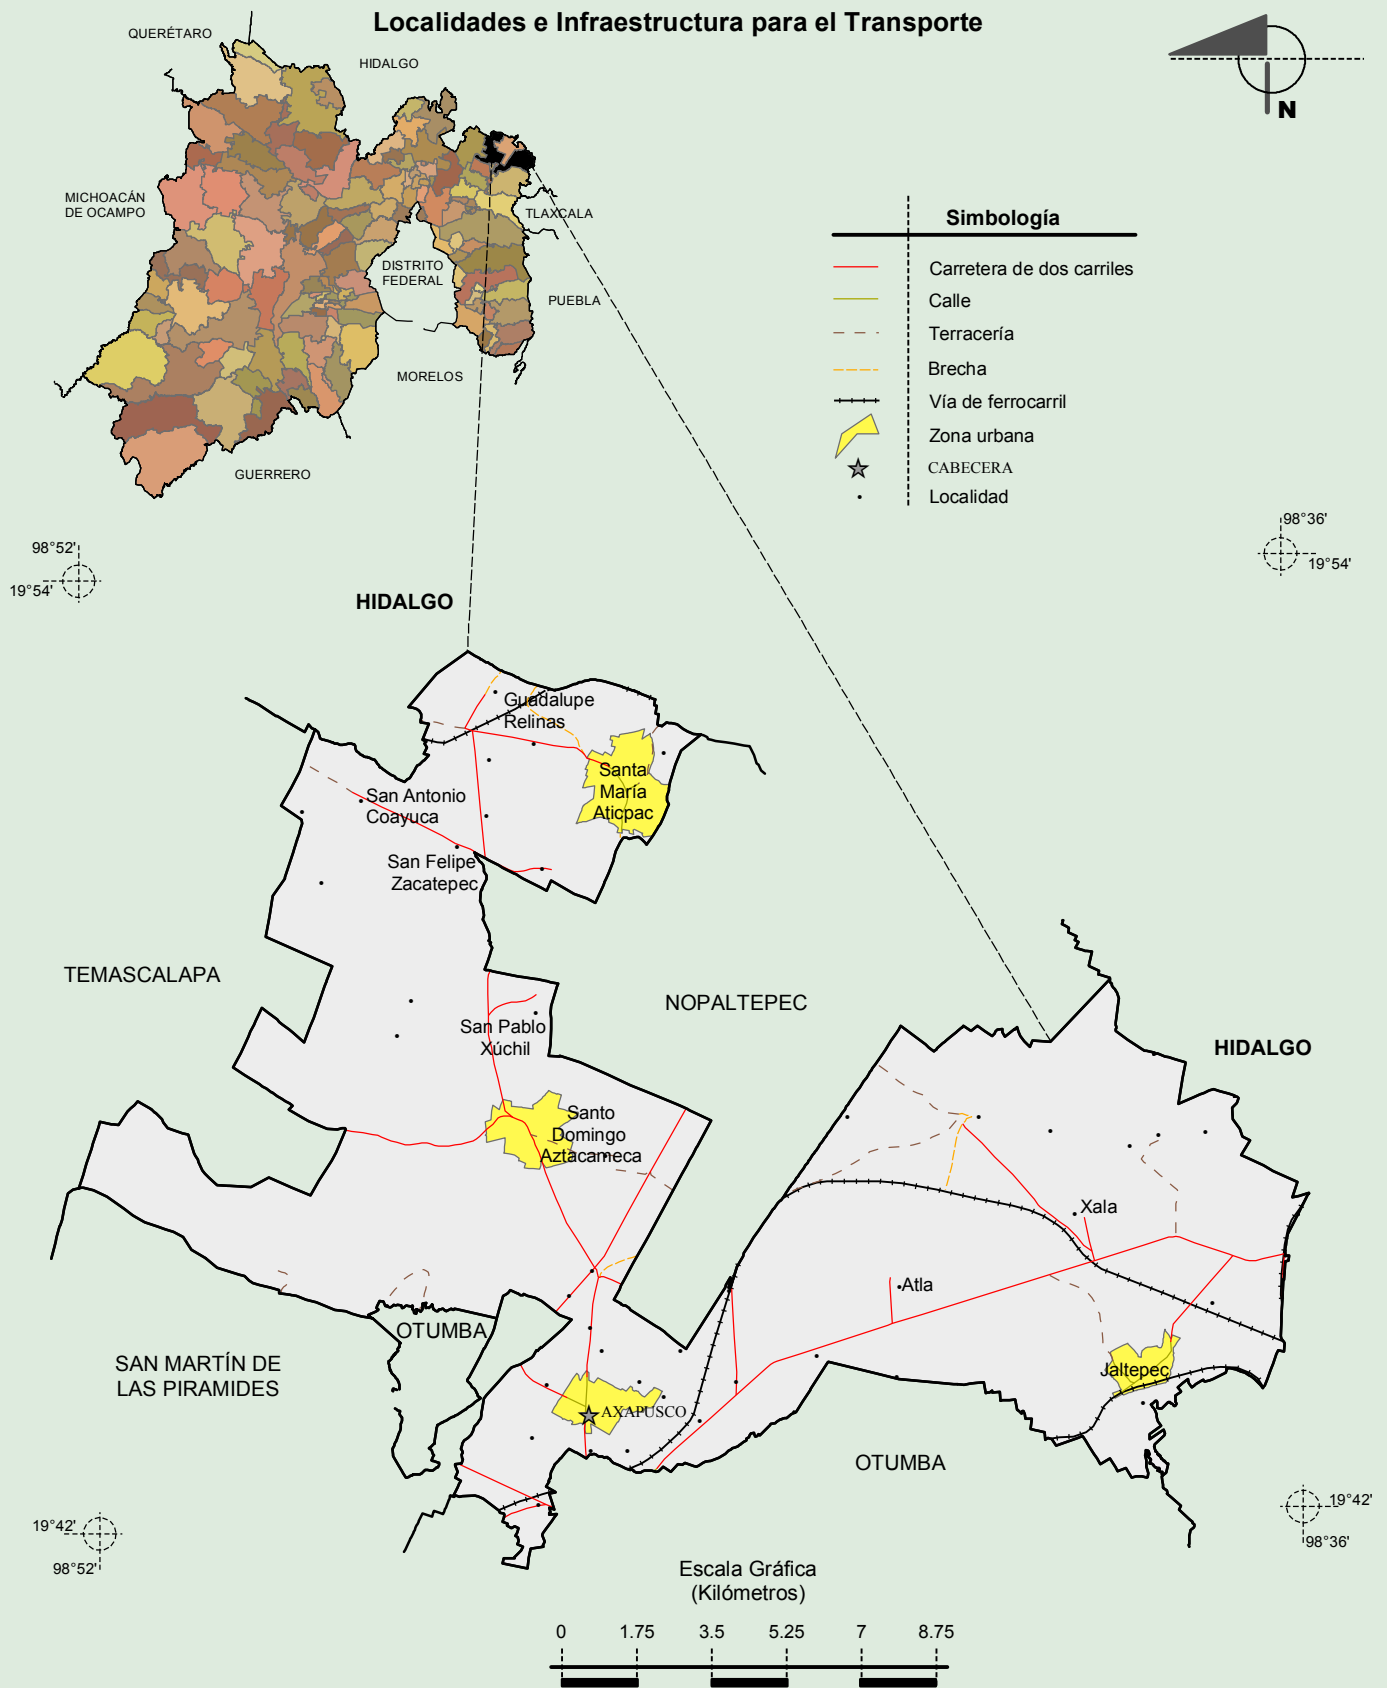 Localidades e Infraestructura para el Transporte
QUERÉTARO
HIDALGO
MICHOACÁN
DE OCAMPO
TLAXCALA
DISTRITO
FEDERAL
PUEBLA
MORELOS
GUERRERO
N
Simbología
Carretera de dos carriles
Calle
Terracería
Brecha
Vía de ferrocarril
Zona urbana
CABECERA
Localidad
98°52'
19°54'
98°36'
19°54'
HIDALGO
Guadalupe
Relinas
Santa
María
Aticpac
San Antonio
Coayuca
San Felipe
Zacatepec
TEMASCALAPA
NOPALTEPEC
San Pablo
Xúchil
HIDALGO
Santo
Domingo
Aztacameca
Xala
Atla
OTUMBA
SAN MARTÍN DE
LAS PIRAMIDES
Jaltepec
AXAPUSCO
OTUMBA
19°42'
98°52'
19°42'
98°36'
Escala Gráfica
(Kilómetros)
0 1.75 3.5 5.25 7 8.75